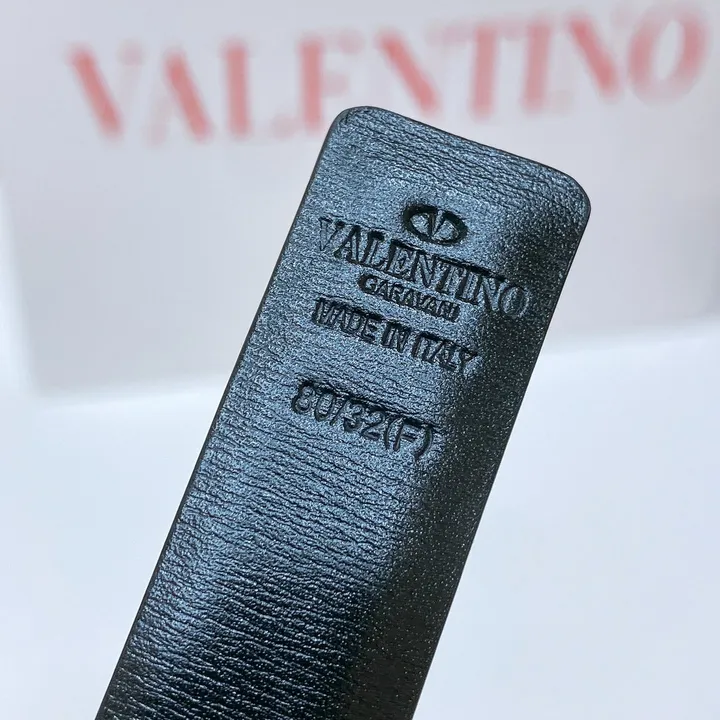 VALENTINO
VALENTINO
GARAVANI
MADE IN ITALY
80/32(F)